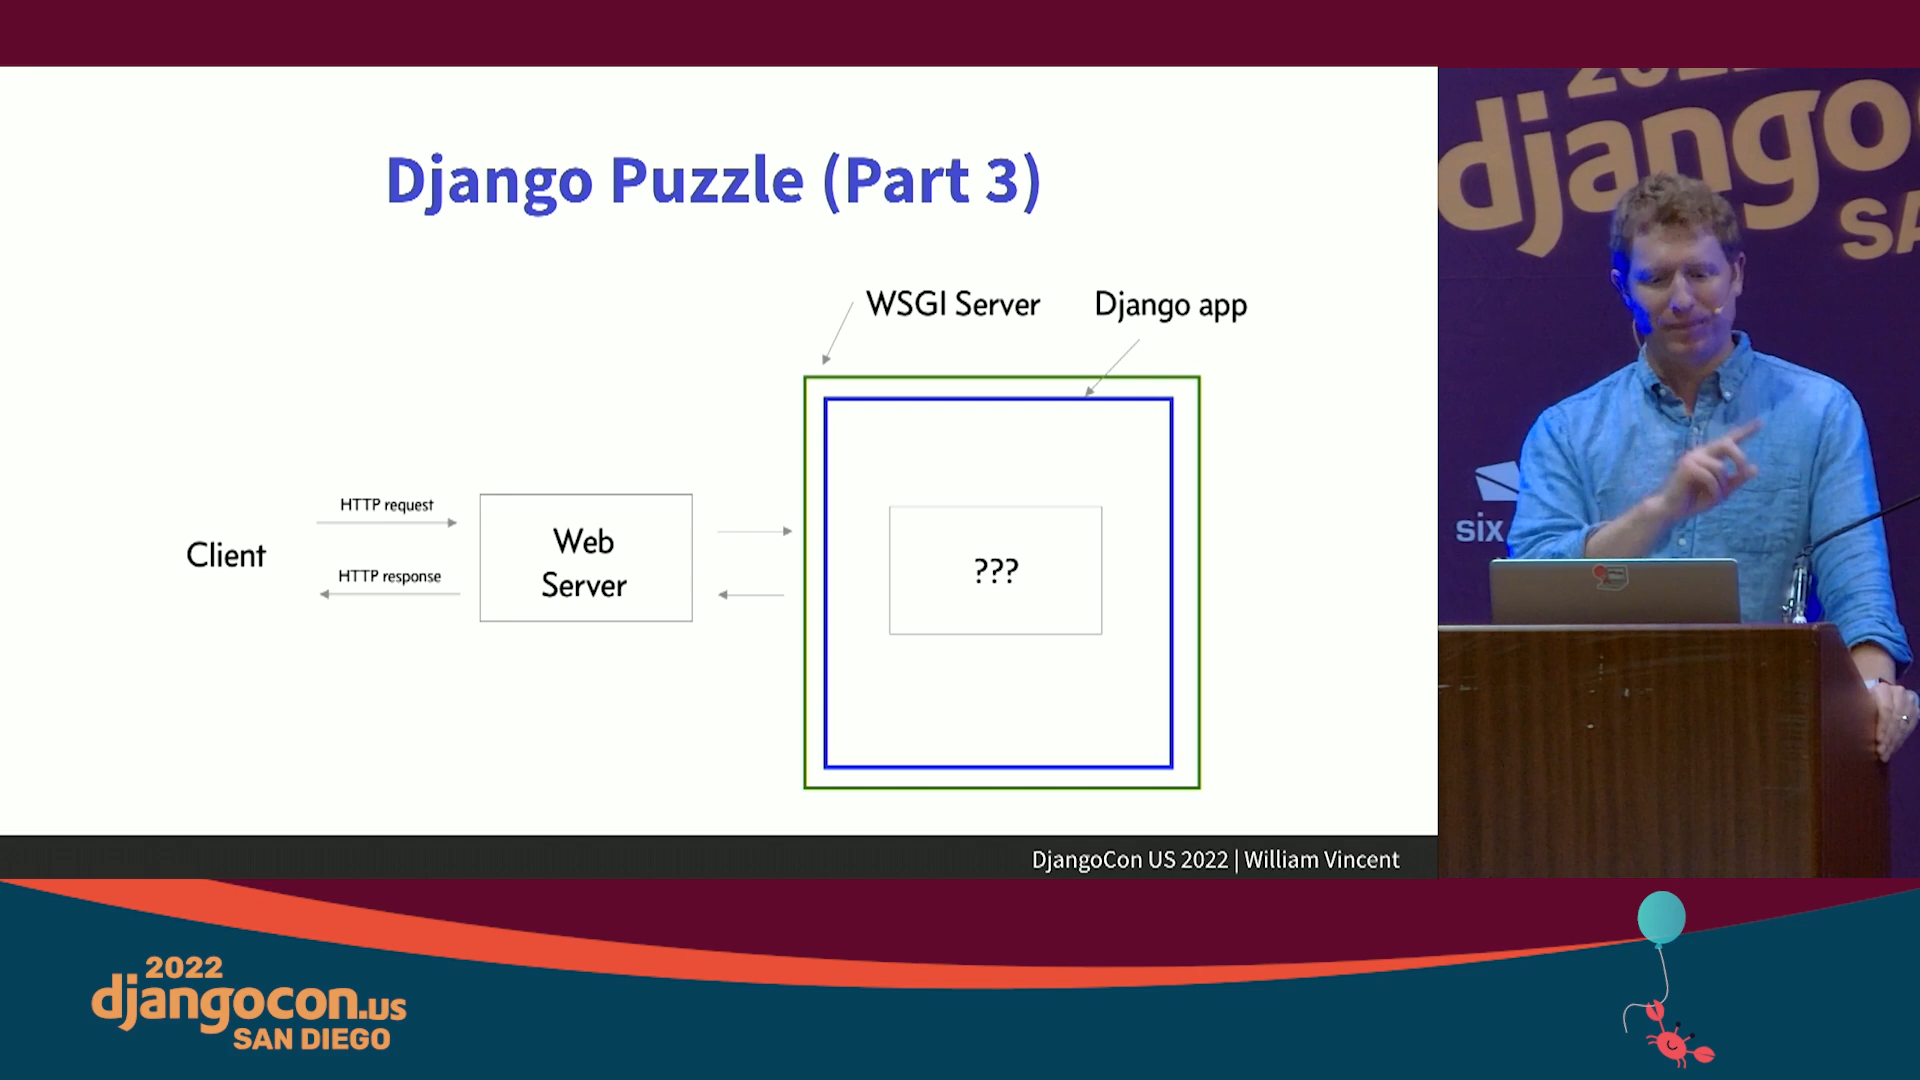 Django Puzzle (Part 3)
WSGI Server
Django app
HTTP request
Client
Web
Server
HTTP response
???
DjangoCon US 2022 | William Vincent
django
SA
six
2022
djangocon.us
SAN DIEGO